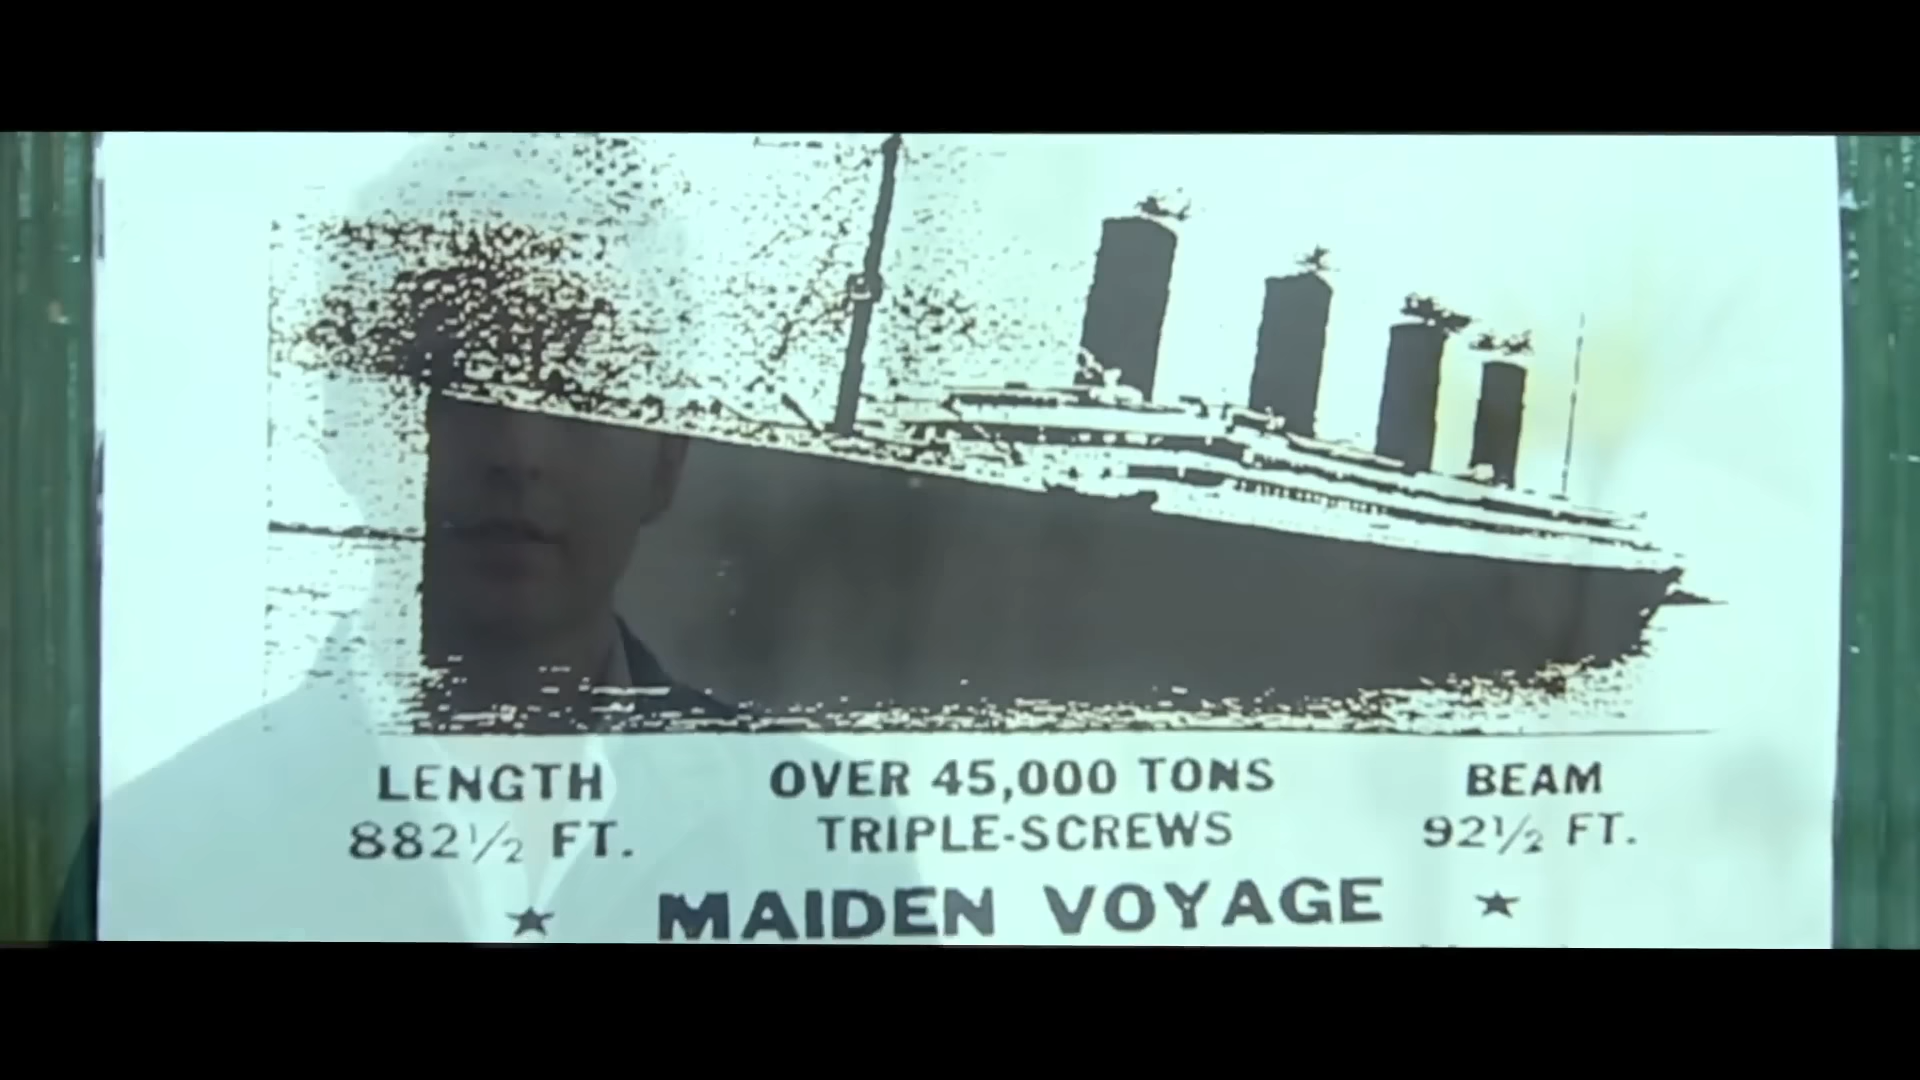 LENGTH
882½ FT.
OVER 45,000 TONS
TRIPLE-SCREWS
BEAM
92½ FT.
★ MAIDEN VOYAGE ★